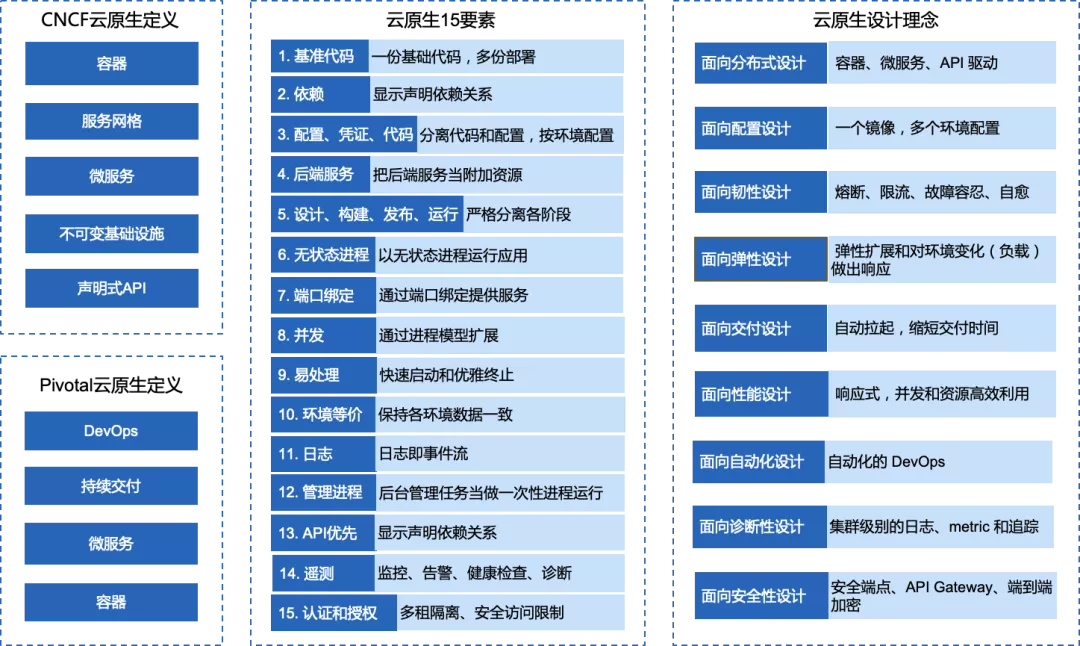 CNCF云原生定义
容器
服务网格
微服务
不可变基础设施
声明式API
Pivotal云原生定义
DevOps
持续交付
微服务
容器
云原生15要素
1. 基准代码 一份基础代码，多份部署
2. 依赖 显示声明依赖关系
3. 配置、凭证、代码 分离代码和配置，按环境配置
4. 后端服务 把后端服务当附加资源
5. 设计、构建、发布、运行 严格分离各阶段
6. 无状态进程 以无状态进程运行应用
7. 端口绑定 通过端口绑定提供服务
8. 并发 通过进程模型扩展
9. 易处理 快速启动和优雅终止
10. 环境等价 保持各环境数据一致
11. 日志 日志即事件流
12. 管理进程 后台管理任务当做一次性进程运行
13. API优先 显示声明依赖关系
14. 遥测 监控、告警、健康检查、诊断
15. 认证和授权 多租隔离、安全访问限制
云原生设计理念
面向分布式设计 容器、微服务、API 驱动
面向配置设计 一个镜像，多个环境配置
面向韧性设计 熔断、限流、故障容忍、自愈
面向弹性设计 弹性扩展和对环境变化（负载）
做出响应
面向交付设计 自动拉起，缩短交付时间
面向性能设计 响应式，并发和资源高效利用
面向自动化设计 自动化的 DevOps
面向诊断性设计 集群级别的日志、metric 和追踪
面向安全性设计 安全端点、API Gateway、端到端
加密